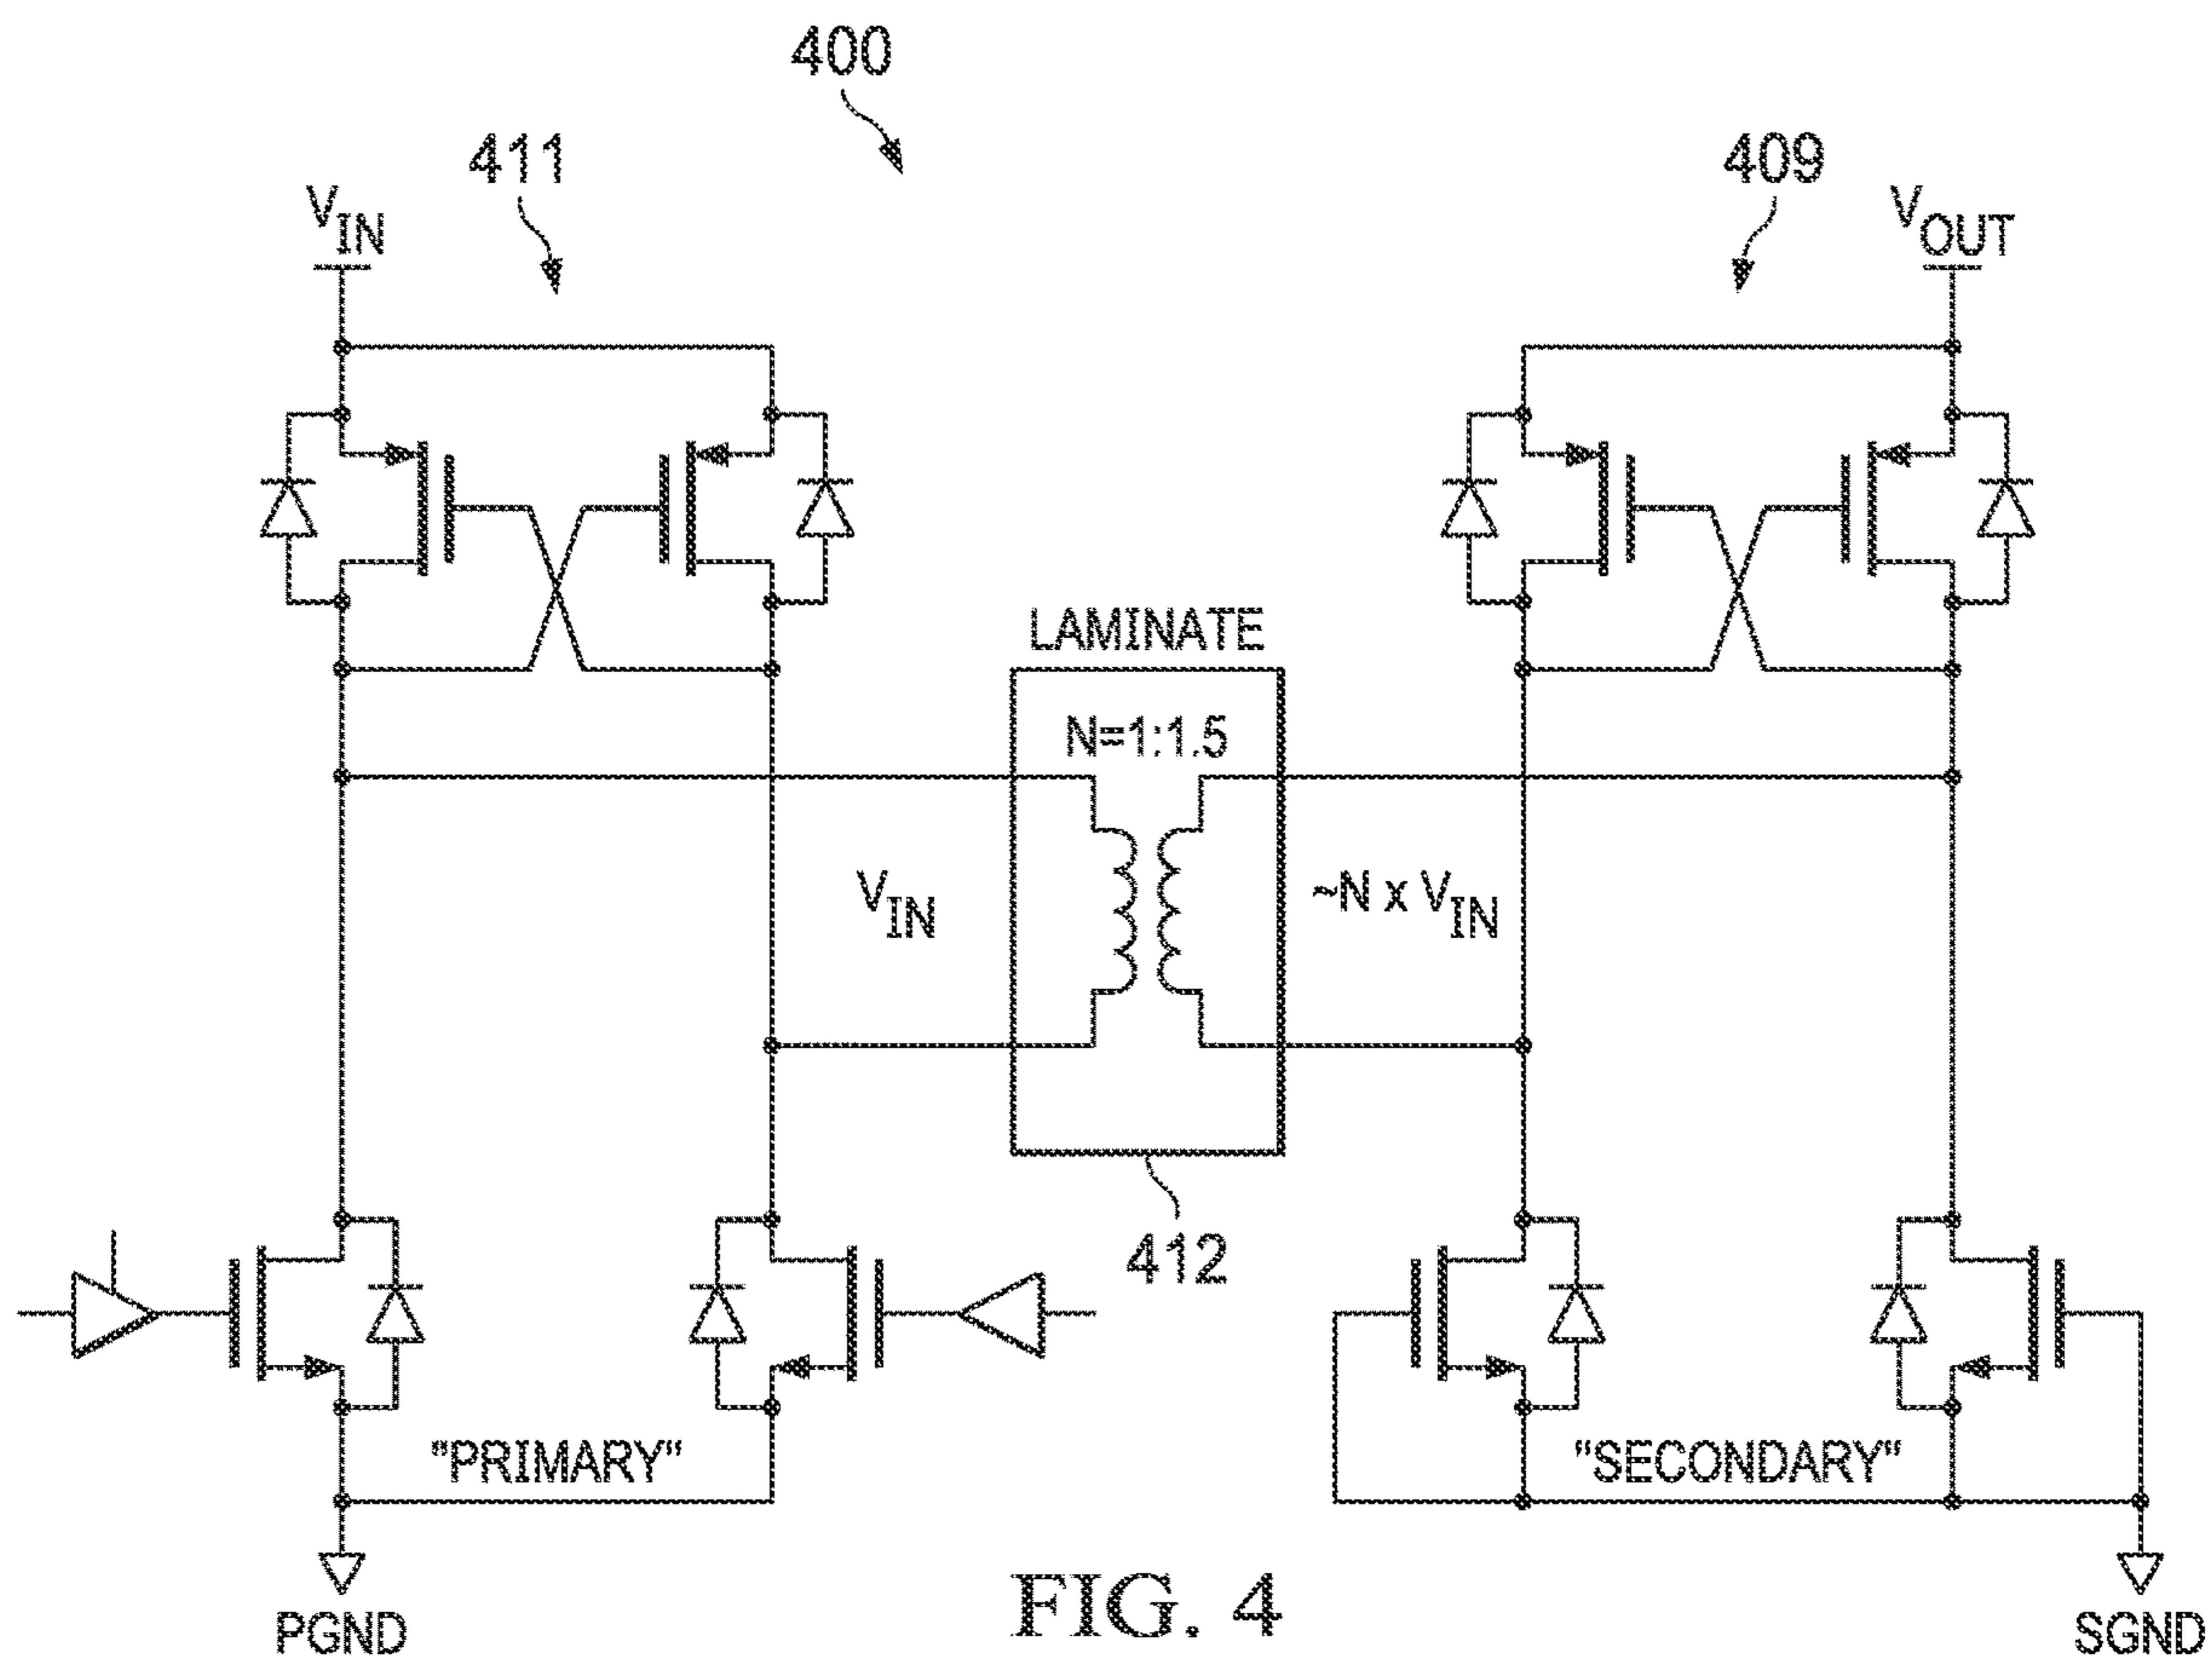 400
411
409
VIN
VOUT
LAMINATE
N=1:1.5
VIN
~N x VIN
412
"PRIMARY"
"SECONDARY"
PGND
SGND
FIG. 4